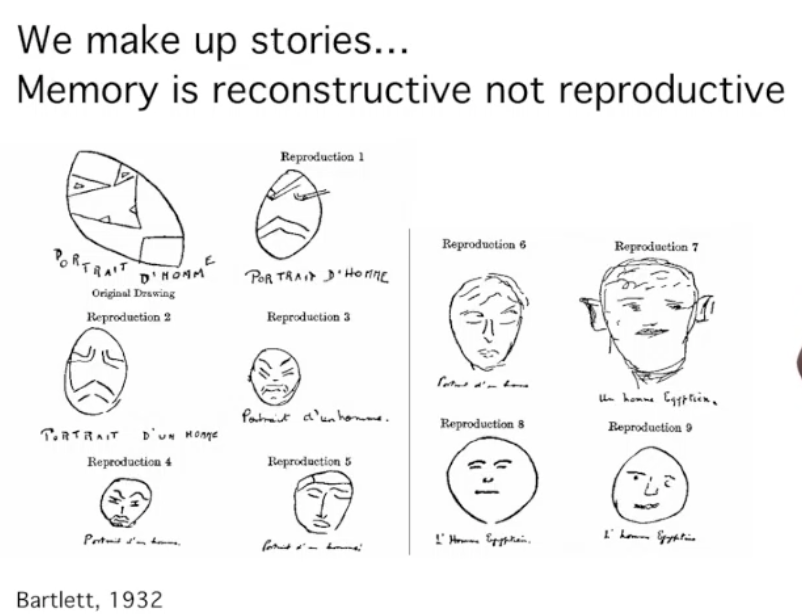 We make up stories...
Memory is reconstructive not reproductive
PORTRAIT D'HOMME
Original Drawing
Reproduction 1
PORTRAIT D'HOMME
Reproduction 2
PORTRAIT D'UN HOMME
Reproduction 3
Portrait d'un homme.
Reproduction 4
Portrait d'un homme.
Reproduction 5
Portrait d'un homme
Reproduction 6
Portrait d'un homme
Reproduction 7
Un homme Egyptien.
Reproduction 8
L'Homme Egyptien.
Reproduction 9
L'homme Egyptien
Bartlett, 1932